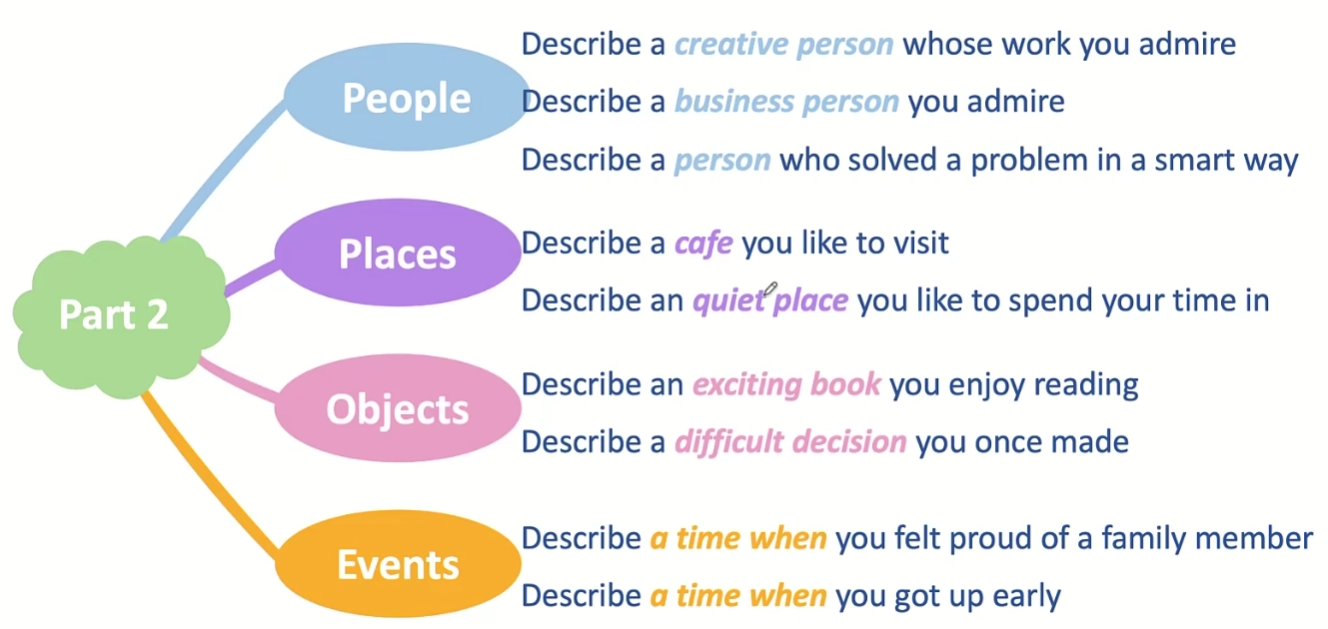 Describe a creative person whose work you admire
People
Describe a business person you admire
Describe a person who solved a problem in a smart way
Describe a cafe you like to visit
Places
Describe an quiet place you like to spend your time in
Part 2
Describe an exciting book you enjoy reading
Objects
Describe a difficult decision you once made
Describe a time when you felt proud of a family member
Events
Describe a time when you got up early